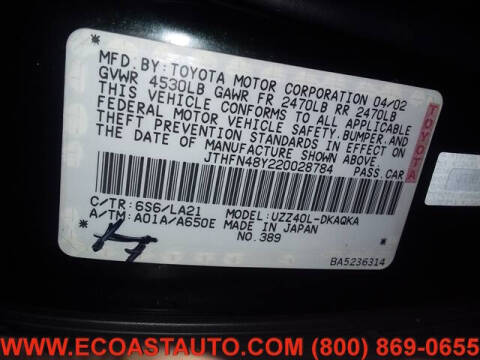 MFD.BY:TOYOTA MOTOR CORPORATION 04/02
GVWR 4530LB GAWR FR 2470LB RR 2470LB
THIS VEHICLE CONFORMS TO ALL APPLICABLE
FEDERAL MOTOR VEHICLE SAFETY,BUMPER,AND
THEFT PREVENTION STANDARDS IN EFFECT ON
THE DATE OF MANUFACTURE SHOWN ABOVE.
JTHFN48Y220028784 PASS.CAR
C/TR:6S6/LA21 MODEL:UZZ40L-DKAQKA
A/TM:A01A/A650E MADE IN JAPAN
NO.389
BA5236314
TOYOTA
WWW.ECOASTAUTO.COM (800) 869-0655